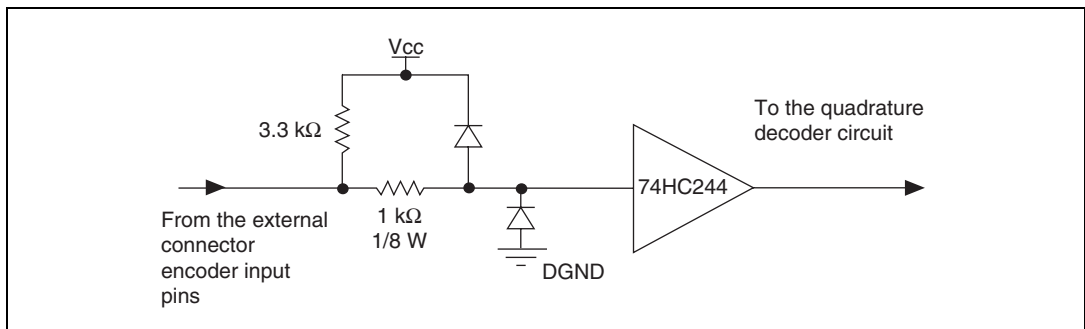 Vcc
3.3 kΩ
To the quadrature
decoder circuit
74HC244
1 kΩ
1/8 W
From the external
connector
encoder input
pins
DGND